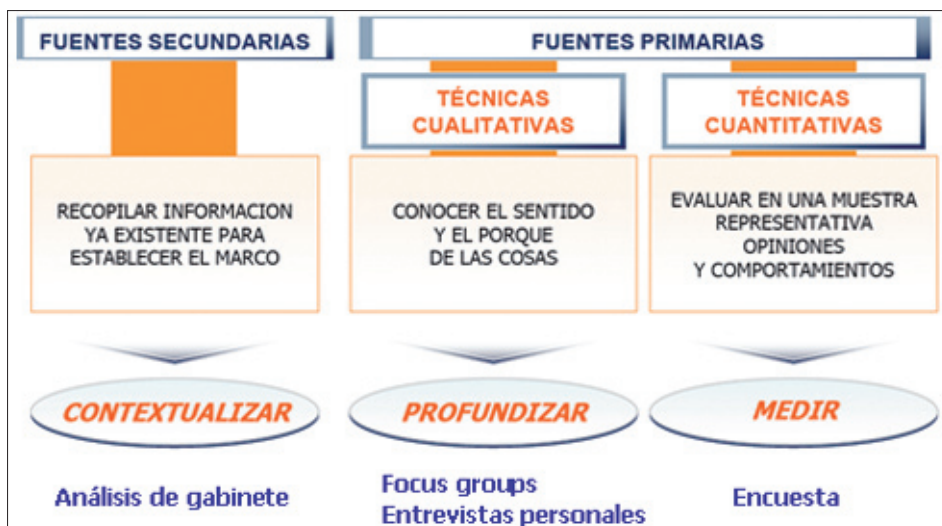 FUENTES SECUNDARIAS
FUENTES PRIMARIAS
TÉCNICAS
CUALITATIVAS
TÉCNICAS
CUANTITATIVAS
RECOPILAR INFORMACION
YA EXISTENTE PARA
ESTABLECER EL MARCO
CONOCER EL SENTIDO
Y EL PORQUE
DE LAS COSAS
EVALUAR EN UNA MUESTRA
REPRESENTATIVA
OPINIONES
Y COMPORTAMIENTOS
CONTEXTUALIZAR
PROFUNDIZAR
MEDIR
Análisis de gabinete
Focus groups
Entrevistas personales
Encuesta